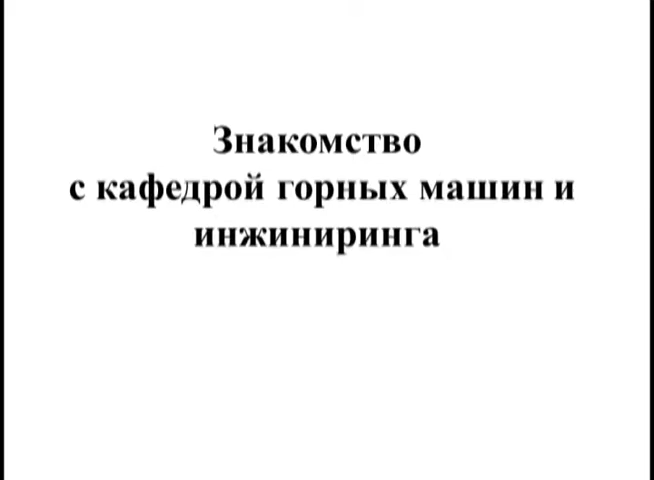 Знакомство
с кафедрой горных машин и
инжиниринга